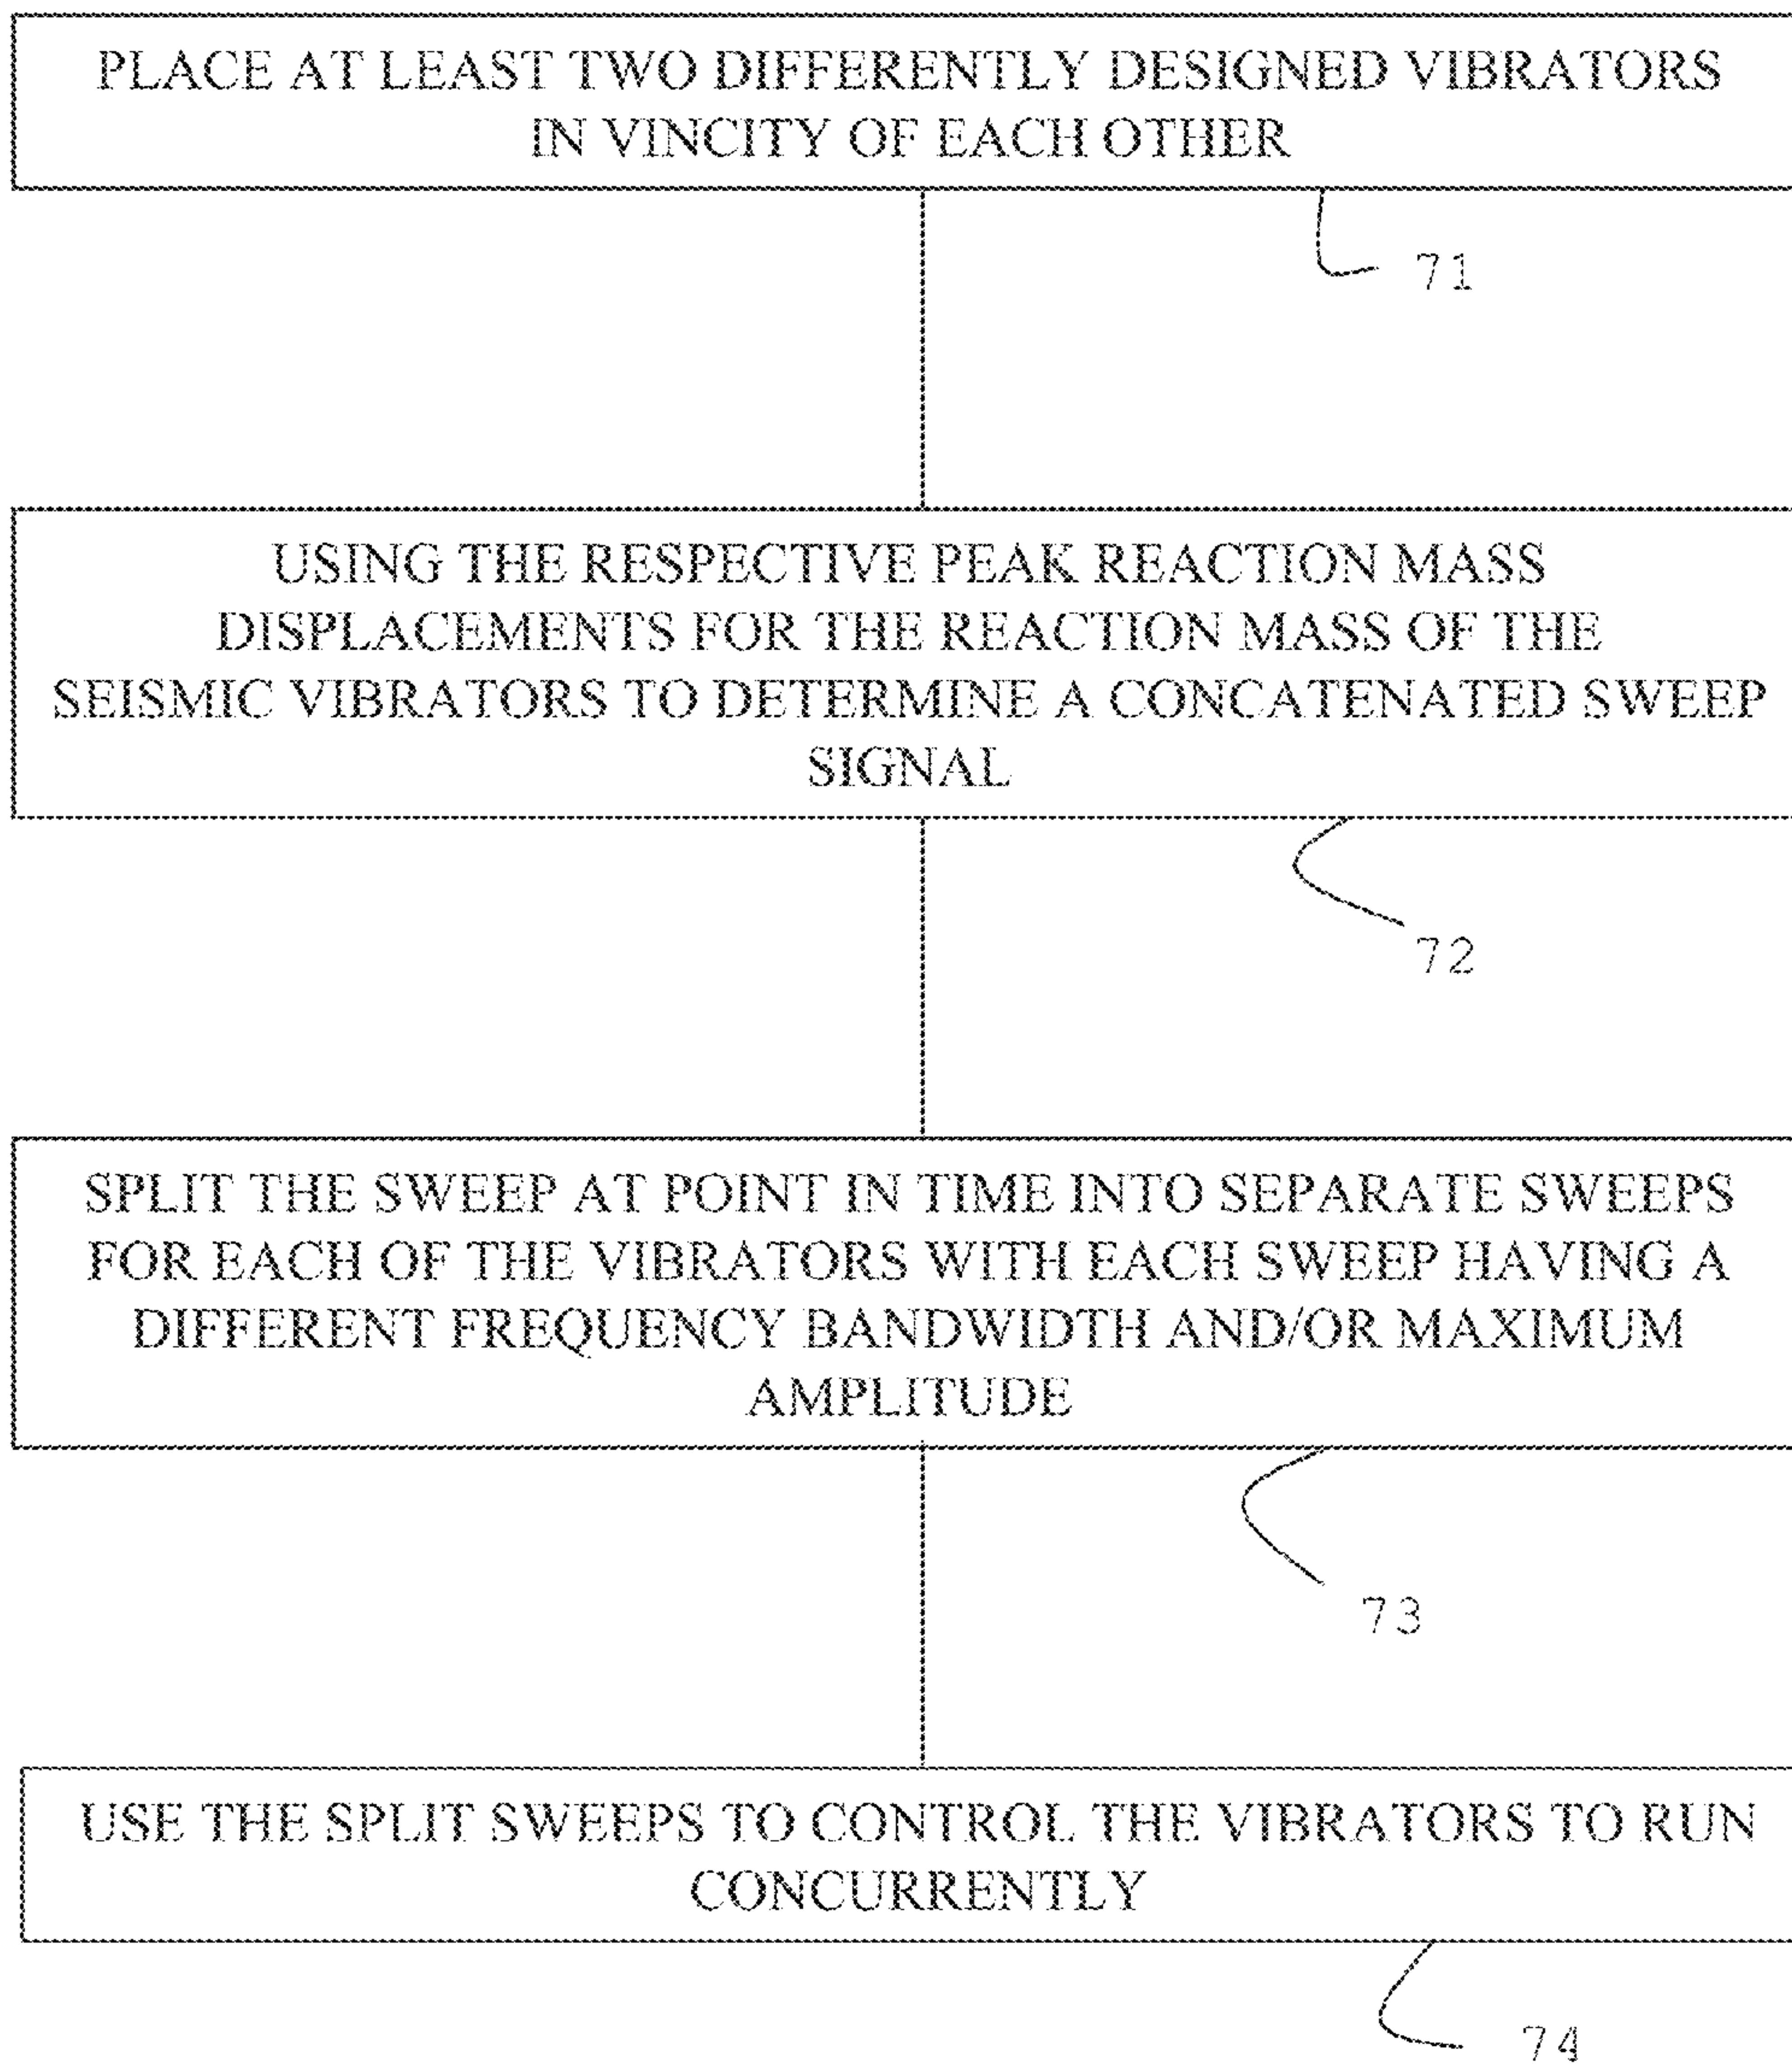 PLACE AT LEAST TWO DIFFERENTLY DESIGNED VIBRATORS
IN VINCITY OF EACH OTHER
71
USING THE RESPECTIVE PEAK REACTION MASS
DISPLACEMENTS FOR THE REACTION MASS OF THE
SEISMIC VIBRATORS TO DETERMINE A CONCATENATED SWEEP
SIGNAL
72
SPLIT THE SWEEP AT POINT IN TIME INTO SEPARATE SWEEPS
FOR EACH OF THE VIBRATORS WITH EACH SWEEP HAVING A
DIFFERENT FREQUENCY BANDWIDTH AND/OR MAXIMUM
AMPLITUDE
73
USE THE SPLIT SWEEPS TO CONTROL THE VIBRATORS TO RUN
CONCURRENTLY
74